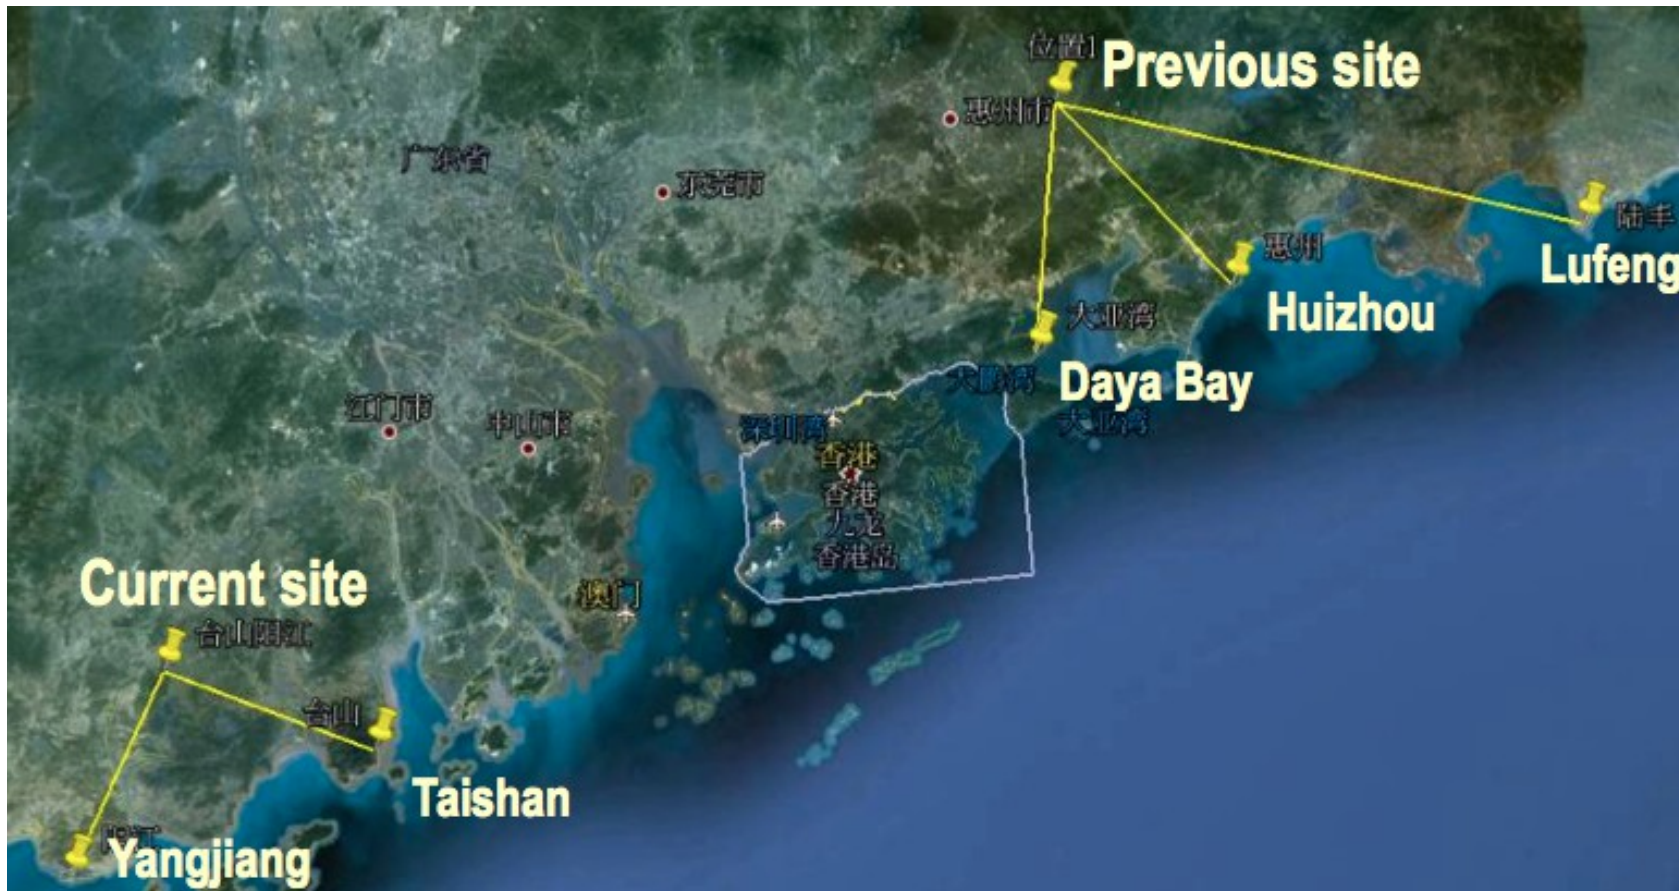 位置1
Previous site
惠州市
广东省
东莞市
陆丰
惠州
Lufeng
Huizhou
大亚湾
大鹏湾
Daya Bay
江门市
中山市
深圳湾
大亚湾
香港
香港
九龙
香港岛
Current site
澳门
台山阳江
台山
Taishan
阳江
Yangjiang